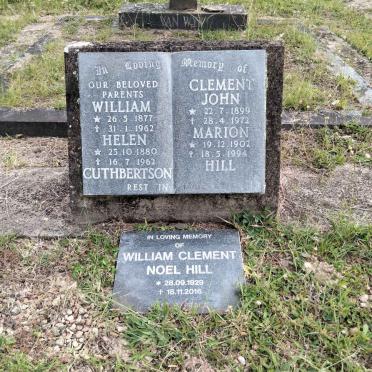 In Loving Memory of
OUR BELOVED
PARENTS
WILLIAM
★ 26.5.1877
† 31.1.1962
HELEN
★ 25.10.1880
† 16.7.1962
CUTHBERTSON
REST IN
CLEMENT
JOHN
★ 22.7.1899
† 28.4.1972
MARION
★ 19.12.1902
† 18.5.1994
HILL
IN LOVING MEMORY
OF
WILLIAM CLEMENT
NOEL HILL
★ 28.09.1929
† 18.11.2016